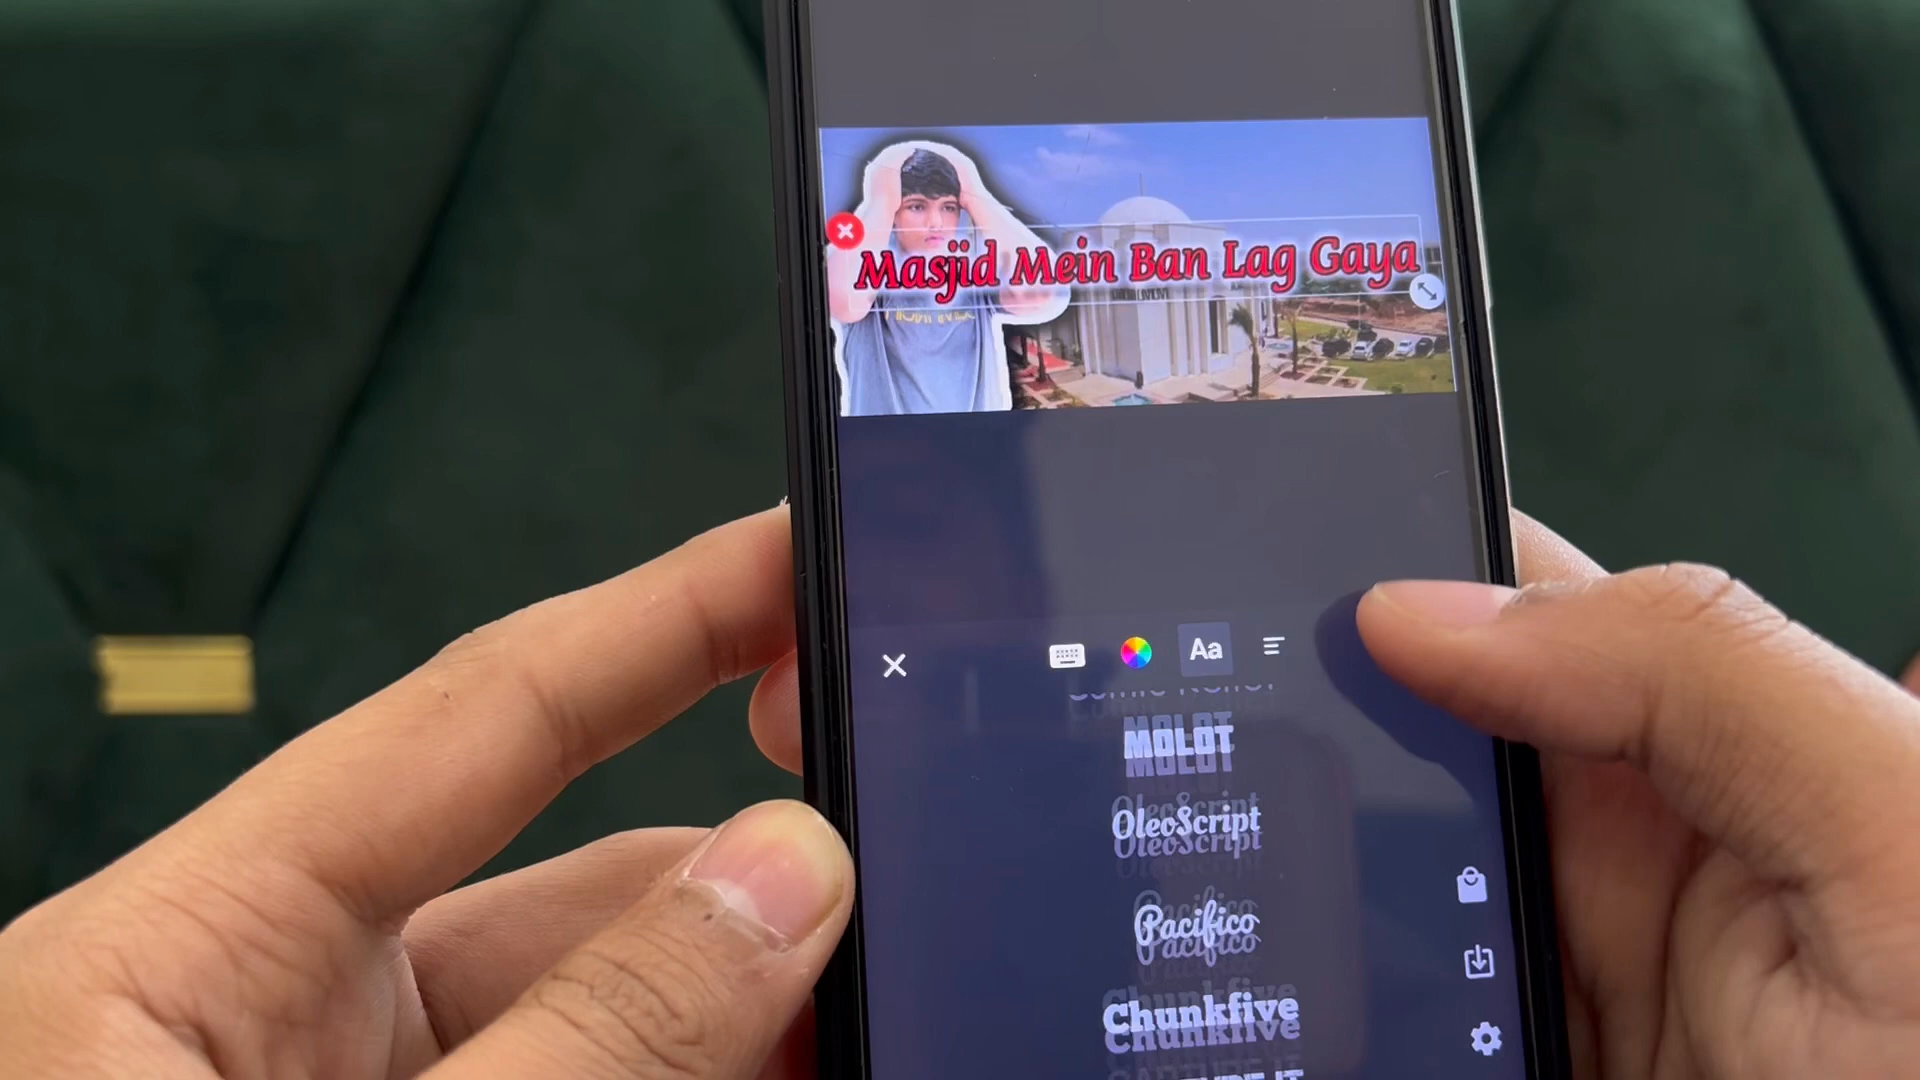 Masjid Mein Ban Lag Gaya
Aa
MOLOT
OleoScript
Pacifico
Chunkfive